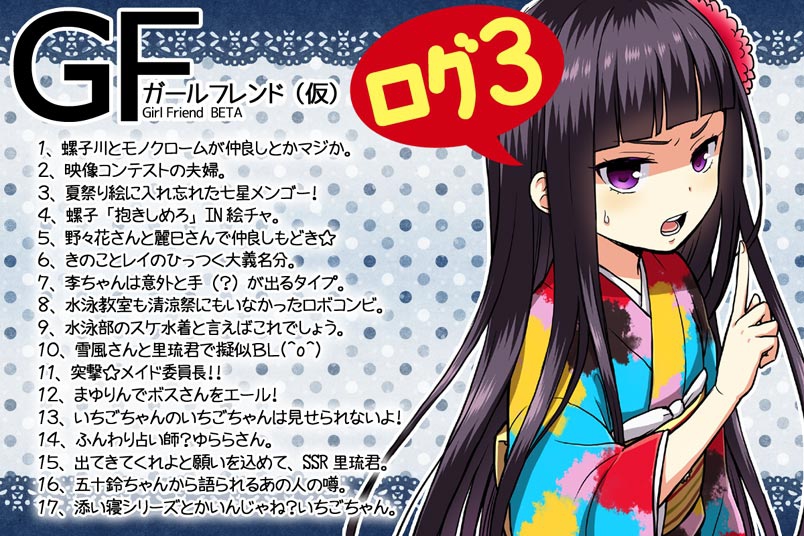 GF
ガールフレンド（仮）
Girl Friend BETA
ログ3
1、螺子川とモノクロームが仲良しとかマジか。
2、映像コンテストの夫婦。
3、夏祭り絵に入れ忘れた七星メンゴー！
4、螺子「抱きしめろ」IN絵チャ。
5、野々花さんと麗巳さんで仲良しもどき☆
6、きのことレイのひっつく大義名分。
7、李ちゃんは意外と手（？）が出るタイプ。
8、水泳教室も清涼祭にもいなかったロボコンビ。
9、水泳部のスケ水着と言えばこれでしょう。
10、雪風さんと里琉君で擬似BL(^o^)
11、突撃☆メイド委員長!!
12、まゆりんでボスさんをエール！
13、いちごちゃんのいちごちゃんは見せられないよ！
14、ふんわり占い師？ゆららさん。
15、出てきてくれよと願いを込めて、SSR里琉君。
16、五十鈴ちゃんから語られるあの人の噂。
17、添い寝シリーズとかいんじゃね？いちごちゃん。